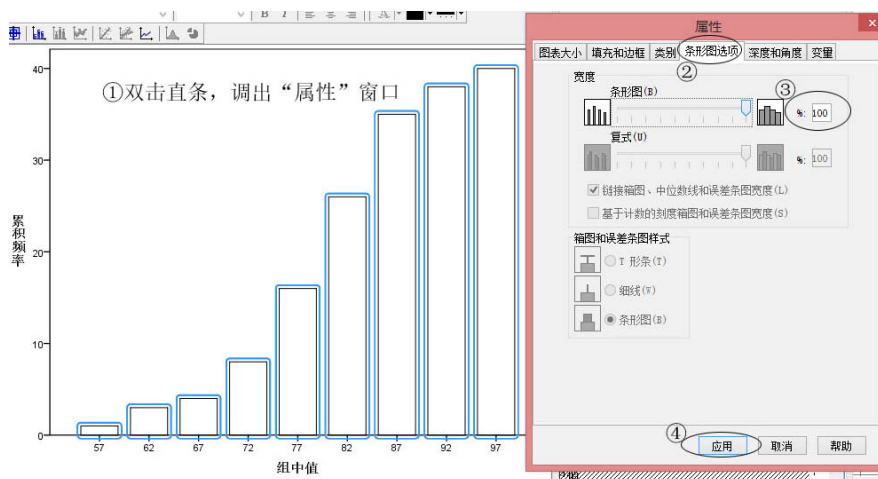 B I
A
属性
×
图表大小 填充和边框 类别 条形图选项 深度和角度 变量
②
宽度
条形图(B)
③
%: 100
复式(U)
%: 100
链接箱图、中位数线和误差条图宽度(L)
基于计数的刻度箱图和误差条图宽度(S)
箱图和误差条图样式
T 形条(T)
细线(W)
条形图(B)
④
应用 取消 帮助
①双击直条，调出“属性”窗口
累积频率
40
30
20
10
0
57 62 67 72 77 82 87 92 97
组中值